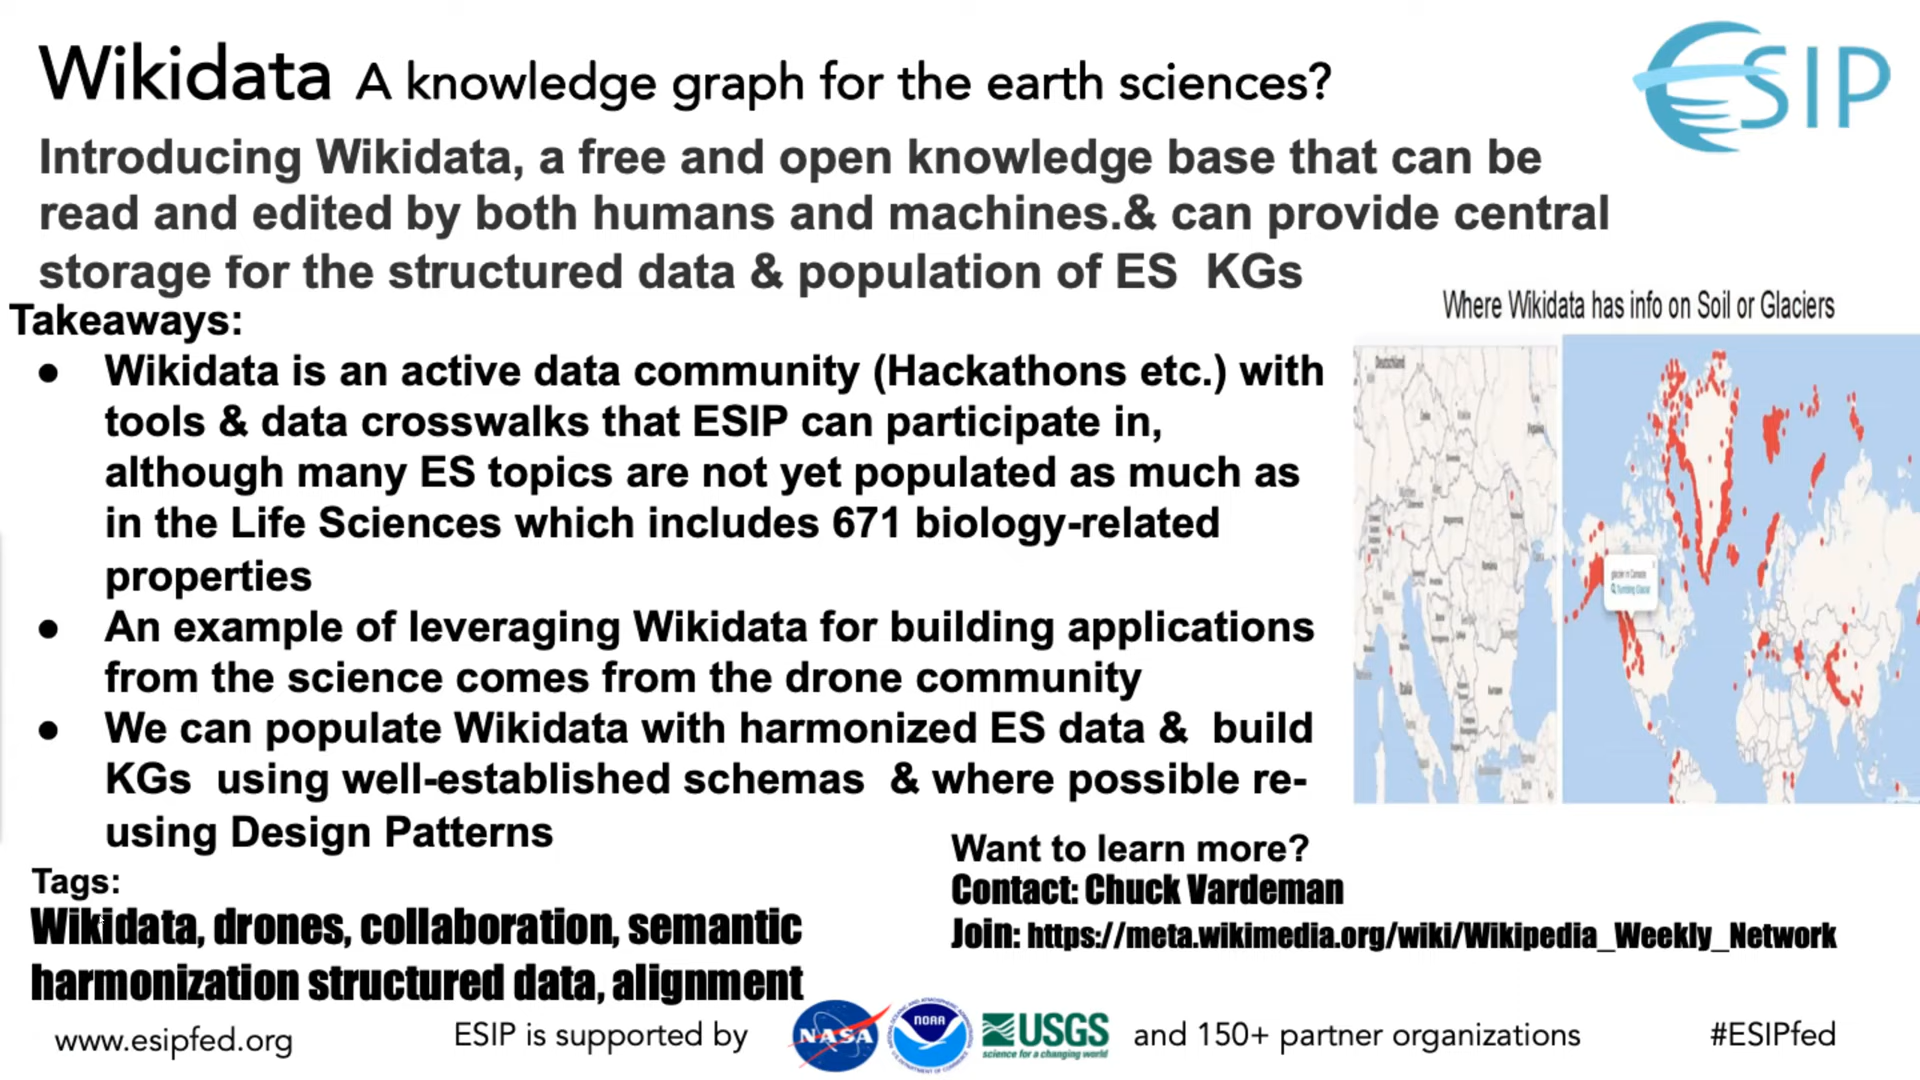 Wikidata A knowledge graph for the earth sciences?
ESIP
Introducing Wikidata, a free and open knowledge base that can be
read and edited by both humans and machines.& can provide central
storage for the structured data & population of ES KGs
Takeaways:
● Wikidata is an active data community (Hackathons etc.) with
tools & data crosswalks that ESIP can participate in,
although many ES topics are not yet populated as much as
in the Life Sciences which includes 671 biology-related
properties
● An example of leveraging Wikidata for building applications
from the science comes from the drone community
● We can populate Wikidata with harmonized ES data & build
KGs using well-established schemas & where possible re-
using Design Patterns
Where Wikidata has info on Soil or Glaciers
Deutschland
Italia
glacier in Canada
Tumbling Glacier
Tags:
Wikidata, drones, collaboration, semantic
harmonization structured data, alignment
Want to learn more?
Contact: Chuck Vardeman
Join: https://meta.wikimedia.org/wiki/Wikipedia_Weekly_Network
www.esipfed.org
ESIP is supported by
NASA
NOAA
USGS
science for a changing world
and 150+ partner organizations
#ESIPfed